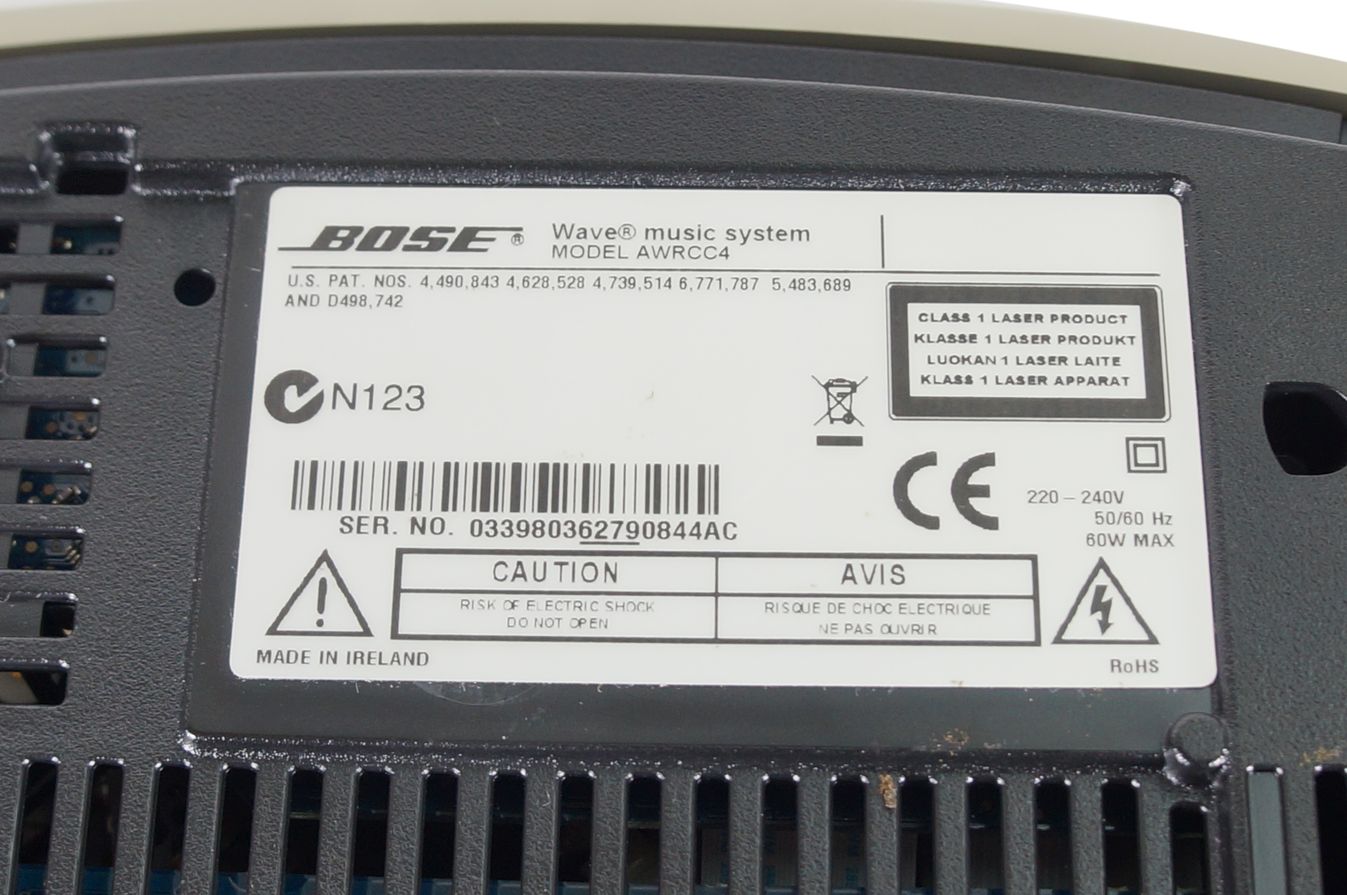 BOSE® Wave® music system
MODEL AWRCC4
U.S. PAT. NOS. 4,490,843 4,628,528 4,739,514 6,771,787 5,483,689
AND D498,742
CLASS 1 LASER PRODUCT
KLASSE 1 LASER PRODUKT
LUOKAN 1 LASER LAITE
KLASS 1 LASER APPARAT
N123
CE
220 – 240V
50/60 Hz
60W MAX
SER. NO. 033980362790844AC
CAUTION
RISK OF ELECTRIC SHOCK
DO NOT OPEN
AVIS
RISQUE DE CHOC ELECTRIQUE
NE PAS OUVRIR
MADE IN IRELAND
RoHS